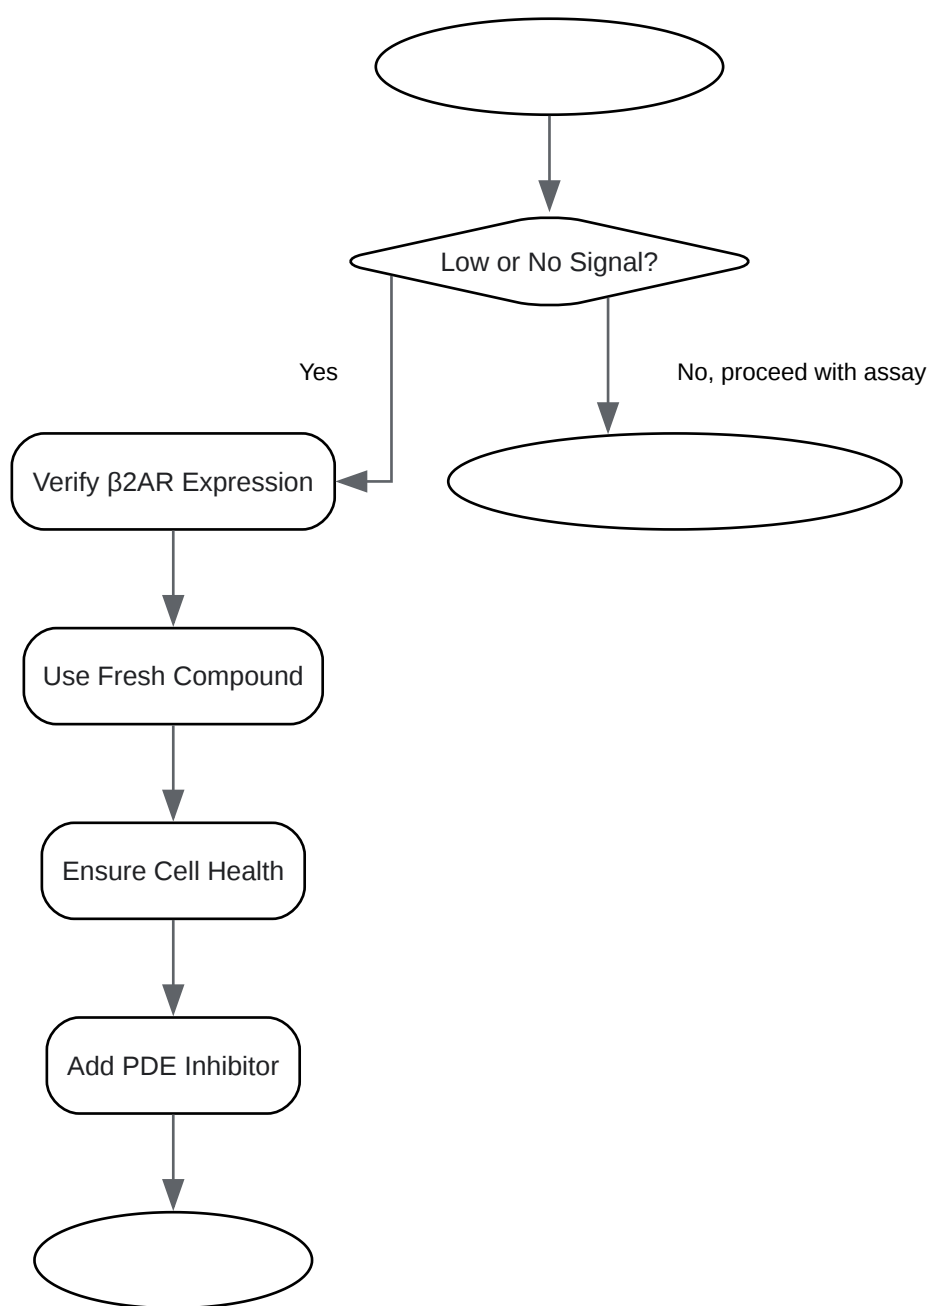 Low or No Signal?
Yes
No, proceed with assay
Verify β2AR Expression
Use Fresh Compound
Ensure Cell Health
Add PDE Inhibitor